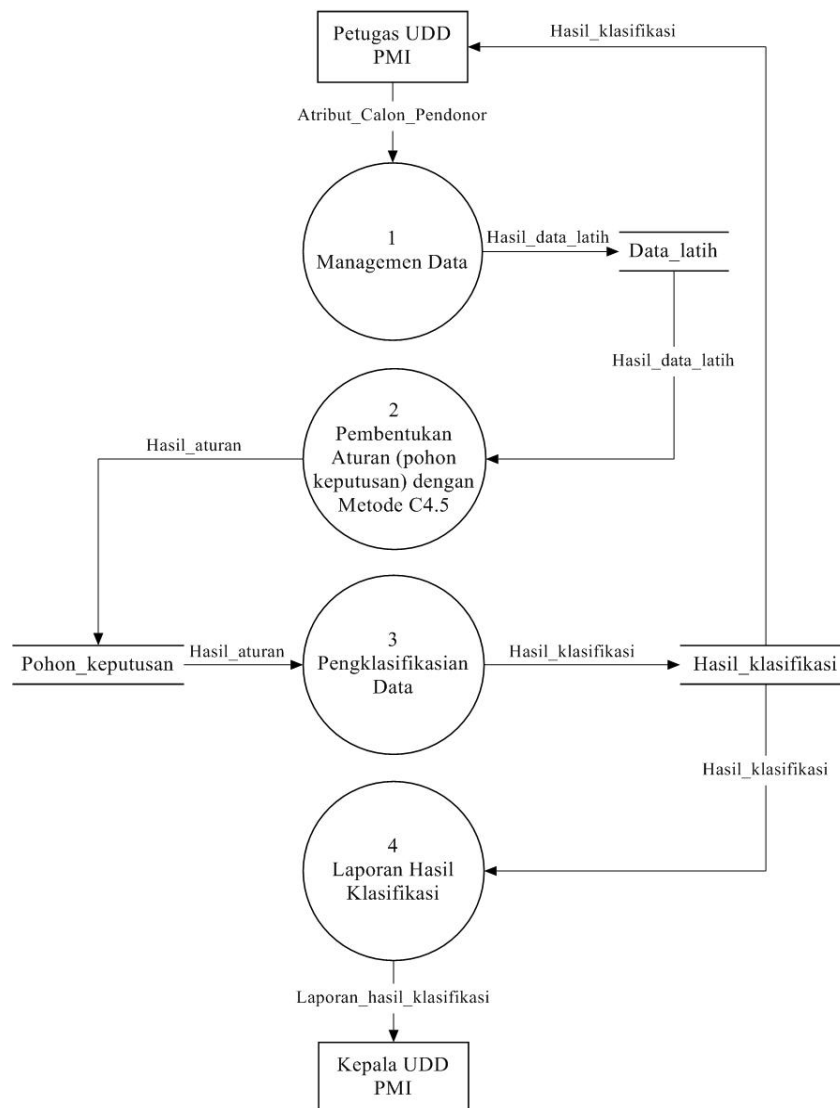 Petugas UDD
PMI
Hasil_klasifikasi
Atribut_Calon_Pendonor
1
Managemen Data
Hasil_data_latih
Data_latih
Hasil_data_latih
2
Pembentukan
Aturan (pohon
keputusan) dengan
Metode C4.5
Hasil_aturan
Pohon_keputusan
Hasil_aturan
3
Pengklasifikasian
Data
Hasil_klasifikasi
Hasil_klasifikasi
Hasil_klasifikasi
4
Laporan Hasil
Klasifikasi
Laporan_hasil_klasifikasi
Kepala UDD
PMI